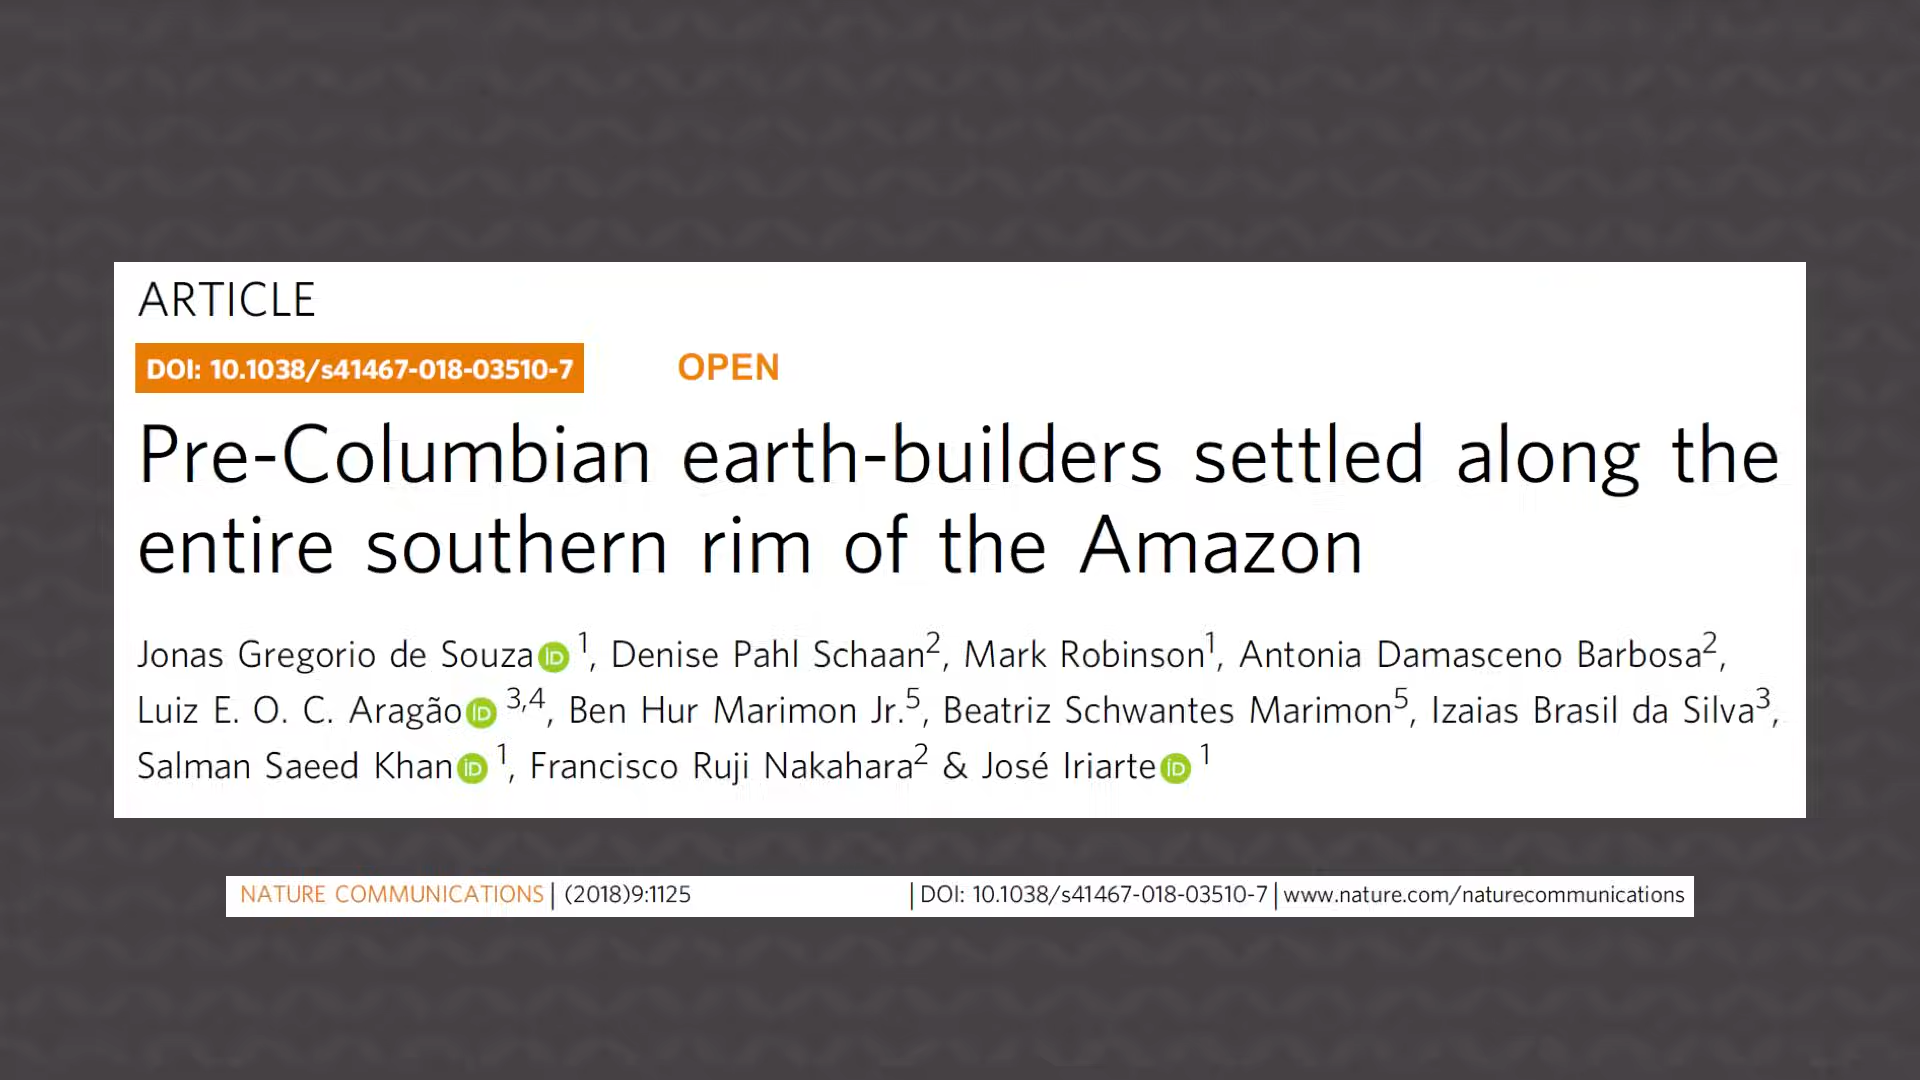 ARTICLE
DOI: 10.1038/s41467-018-03510-7 OPEN
Pre-Columbian earth-builders settled along the
entire southern rim of the Amazon
Jonas Gregorio de Souza iD 1, Denise Pahl Schaan2, Mark Robinson1, Antonia Damasceno Barbosa2,
Luiz E. O. C. Aragão iD 3,4, Ben Hur Marimon Jr.5, Beatriz Schwantes Marimon5, Izaias Brasil da Silva3,
Salman Saeed Khan iD 1, Francisco Ruji Nakahara2 & José Iriarte iD 1
NATURE COMMUNICATIONS | (2018)9:1125 | DOI: 10.1038/s41467-018-03510-7 | www.nature.com/naturecommunications